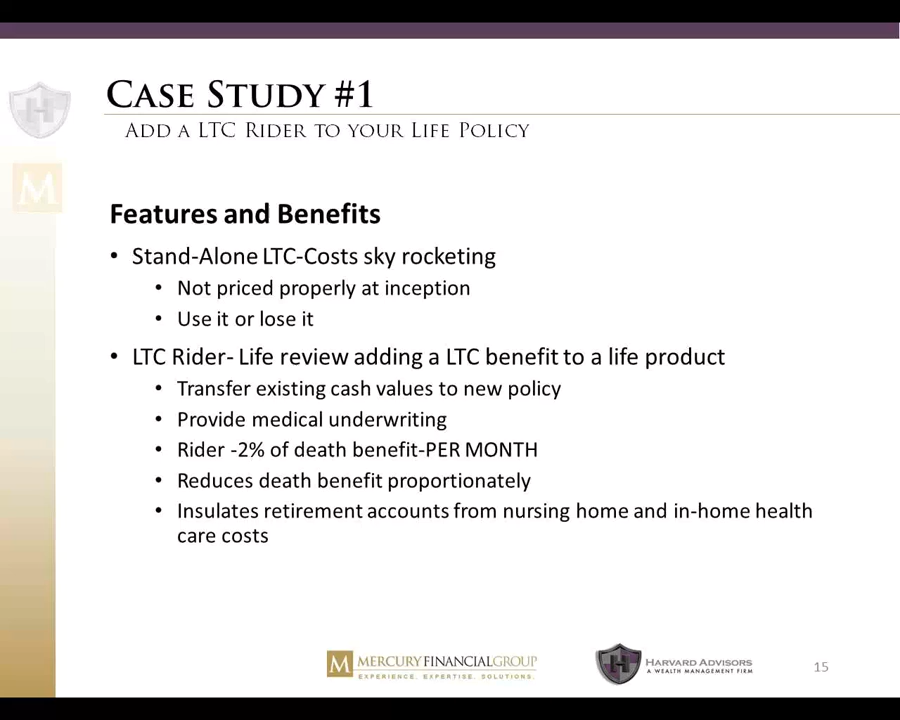 CASE STUDY #1
ADD A LTC RIDER TO YOUR LIFE POLICY
H
M
Features and Benefits
• Stand-Alone LTC-Costs sky rocketing
• Not priced properly at inception
• Use it or lose it
• LTC Rider- Life review adding a LTC benefit to a life product
• Transfer existing cash values to new policy
• Provide medical underwriting
• Rider -2% of death benefit-PER MONTH
• Reduces death benefit proportionately
• Insulates retirement accounts from nursing home and in-home health
care costs
M MERCURYFINANCIALGROUP
EXPERIENCE. EXPERTISE. SOLUTIONS.
H HARVARD ADVISORS
A WEALTH MANAGEMENT FIRM
15